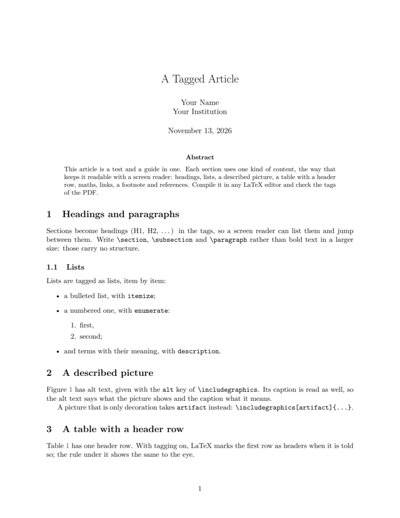 A Tagged Article
Your Name
Your Institution
November 13, 2026
Abstract
This article is a test and a guide in one. Each section uses one kind of content, the way that
keeps it readable with a screen reader: headings, lists, a described picture, a table with a header
row, maths, links, a footnote and references. Compile it in any LaTeX editor and check the tags
of the PDF.
1 Headings and paragraphs
Sections become headings (H1, H2, ...) in the tags, so a screen reader can list them and jump
between them. Write \section, \subsection and \paragraph rather than bold text in a larger
size: those carry no structure.
1.1 Lists
Lists are tagged as lists, item by item:
• a bulleted list, with itemize;
• a numbered one, with enumerate:
1. first,
2. second;
• and terms with their meaning, with description.
2 A described picture
Figure 1 has alt text, given with the alt key of \includegraphics. Its caption is read as well, so
the alt text says what the picture shows and the caption what it means.
A picture that is only decoration takes artifact instead: \includegraphics[artifact]{...}.
3 A table with a header row
Table 1 has one header row. With tagging on, LaTeX marks the first row as headers when it is told
so; the rule under it shows the same to the eye.
1